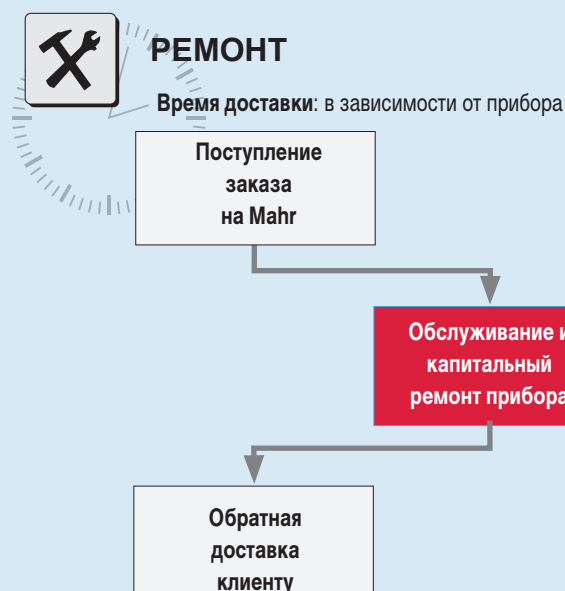 РЕМОНТ
Время доставки: в зависимости от прибора
Поступление
заказа
на Mahr
Обслуживание и
капитальный
ремонт прибора
Обратная
доставка
клиенту